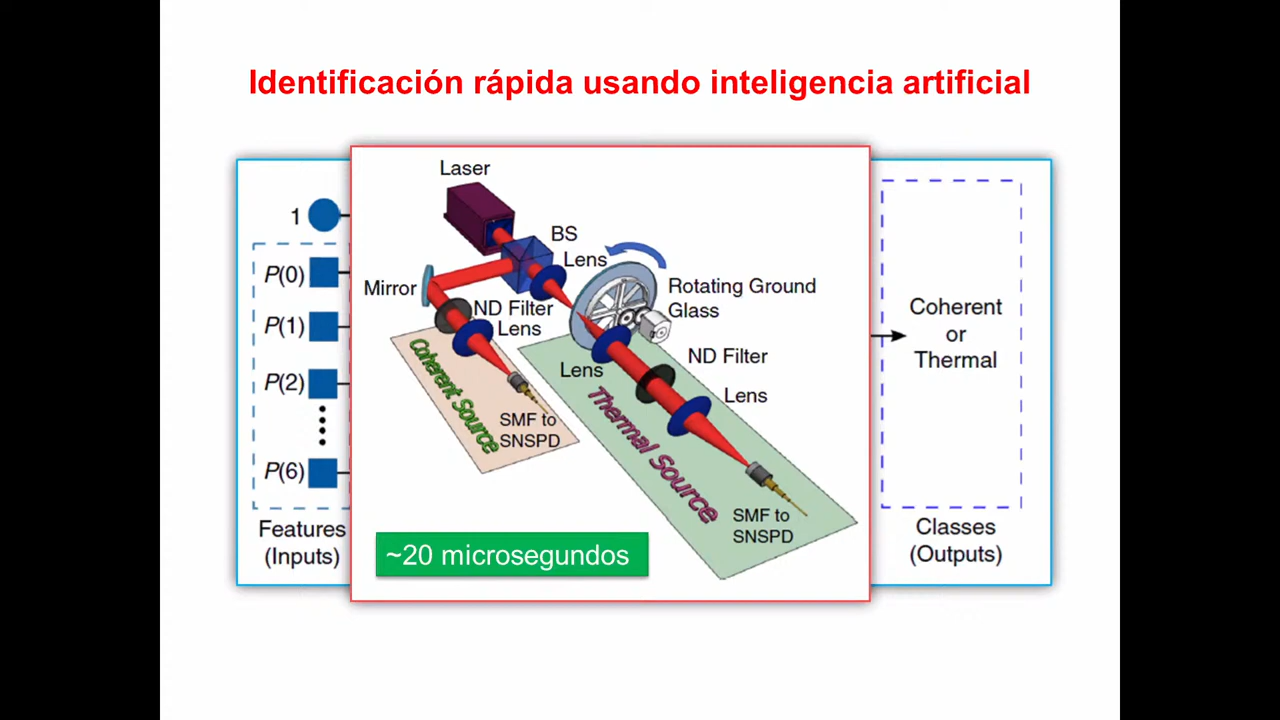 Identificación rápida usando inteligencia artificial
1
P(0)
P(1)
P(2)
P(6)
Features
(Inputs)
Laser
BS
Lens
Mirror
ND Filter
Lens
Rotating Ground
Glass
Lens
ND Filter
Lens
Coherent Source
SMF to
SNSPD
Thermal Source
SMF to
SNSPD
~20 microsegundos
Coherent
or
Thermal
Classes
(Outputs)